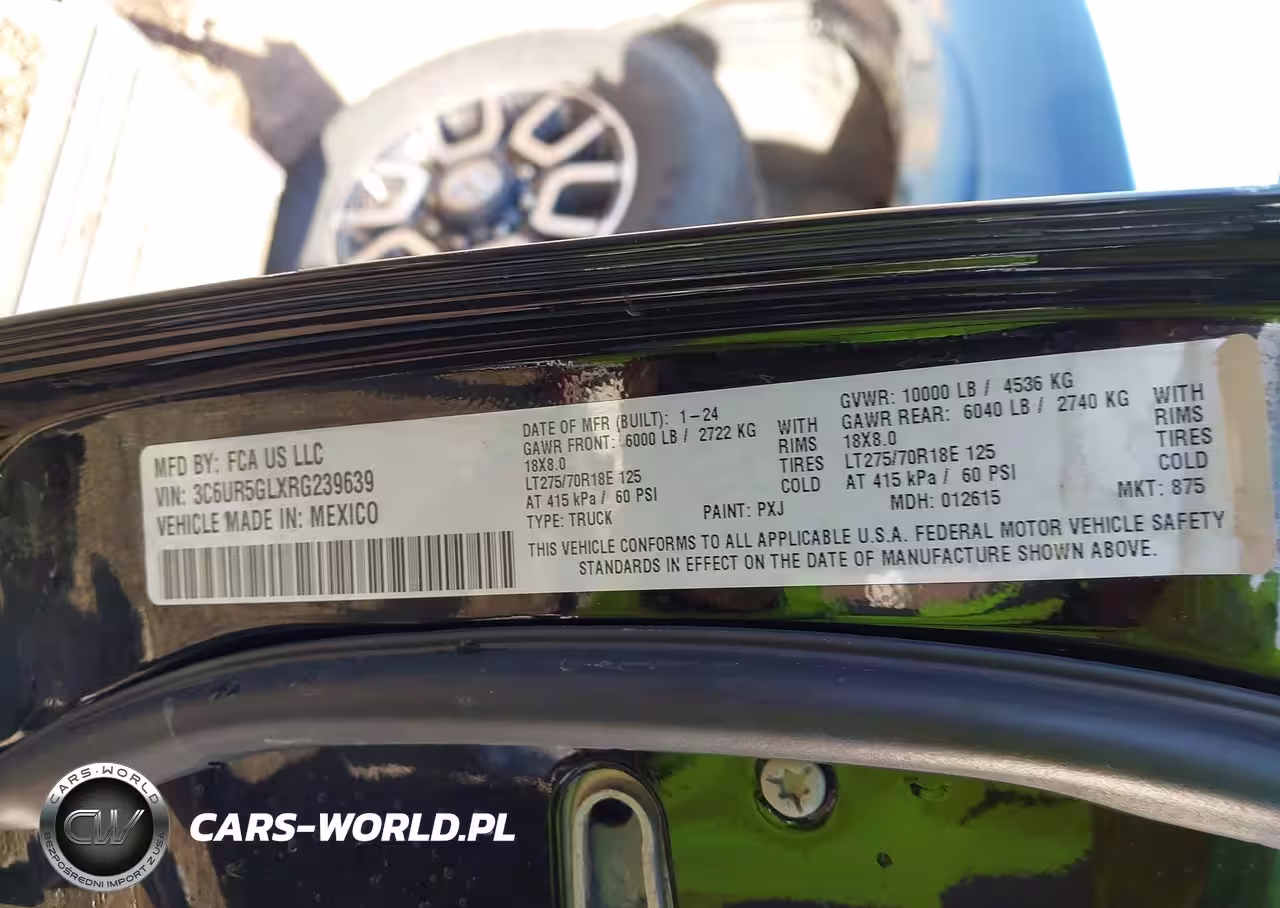 MFD BY: FCA US LLC
VIN: 3C6UR5GLXRG239639
VEHICLE MADE IN: MEXICO
DATE OF MFR (BUILT): 1-24
GAWR FRONT: 6000 LB / 2722 KG WITH
18X8.0 RIMS
LT275/70R18E 125 TIRES
AT 415 kPa / 60 PSI COLD
TYPE: TRUCK PAINT: PXJ
GVWR: 10000 LB / 4536 KG
GAWR REAR: 6040 LB / 2740 KG WITH
18X8.0 RIMS
LT275/70R18E 125 TIRES
AT 415 kPa / 60 PSI COLD
MDH: 012615 MKT: 875
THIS VEHICLE CONFORMS TO ALL APPLICABLE U.S.A. FEDERAL MOTOR VEHICLE SAFETY
STANDARDS IN EFFECT ON THE DATE OF MANUFACTURE SHOWN ABOVE.
CARS-WORLD
CW
BEZPOŚREDNI IMPORT Z USA
CARS-WORLD.PL